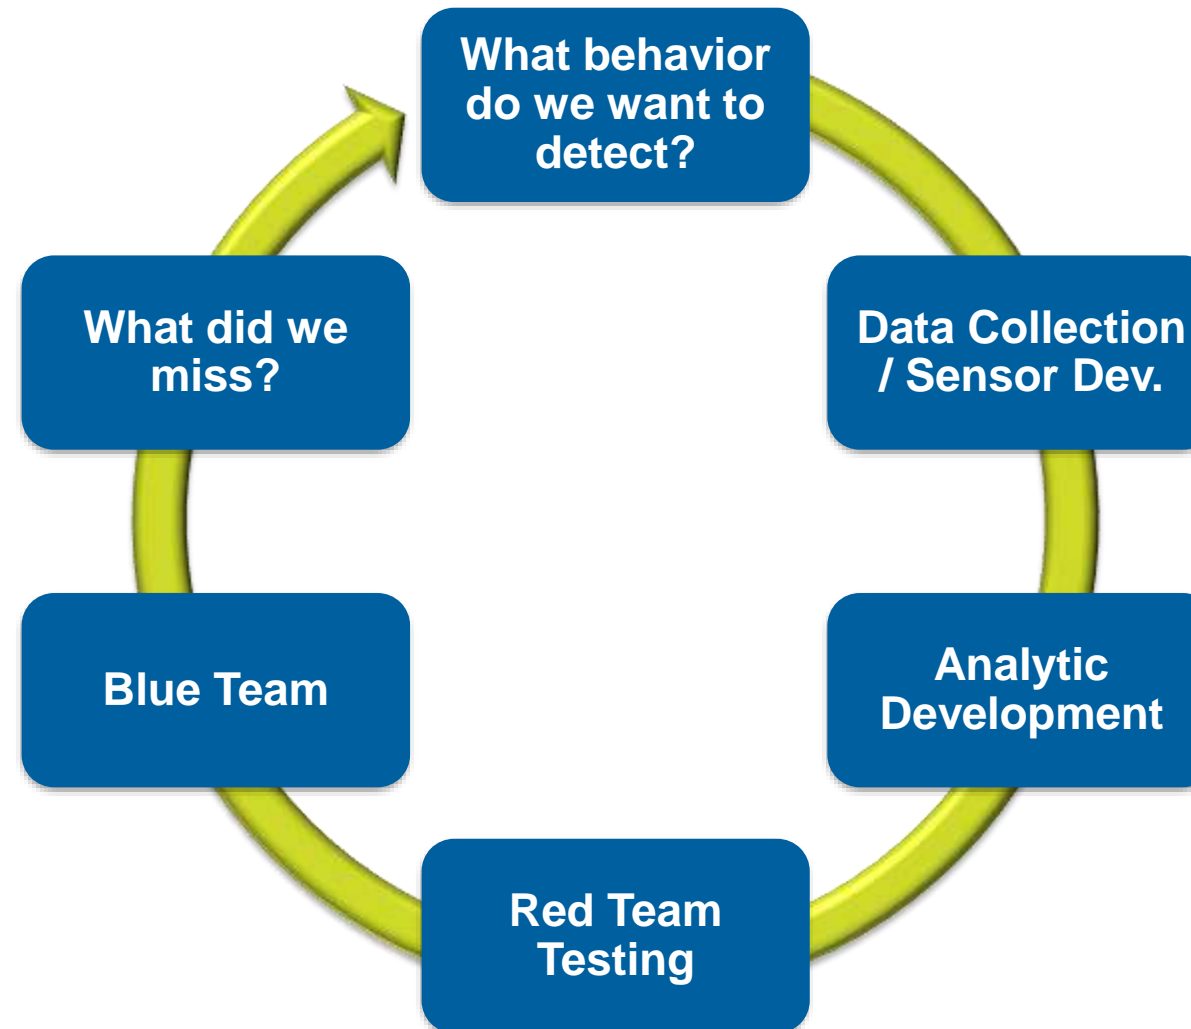 What behavior
do we want to
detect?
Data Collection
/ Sensor Dev.
Analytic
Development
Red Team
Testing
Blue Team
What did we
miss?